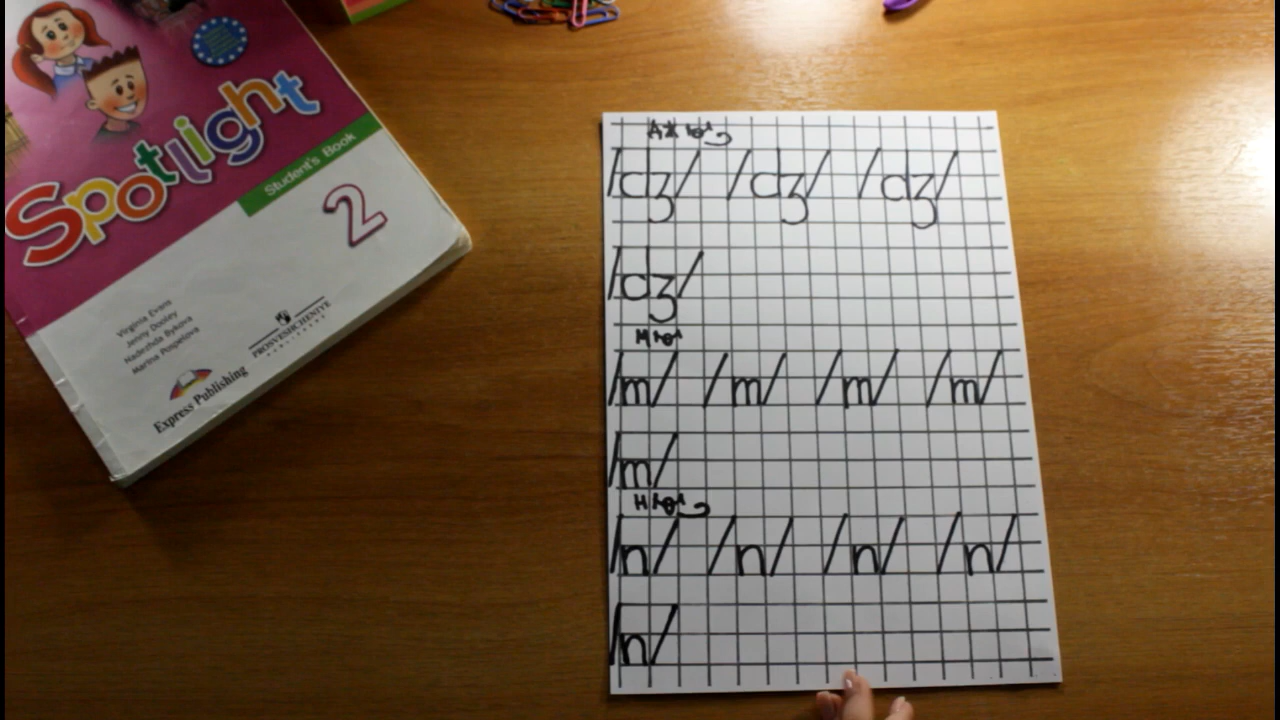 Spotlight
Student's Book
2
Virginia Evans
Jenny Dooley
Nadezhda Bykova
Marina Pospelova
Express Publishing
PROSVESHCHENIYE
PUBLISHERS
/dʒ/ /dʒ/ /dʒ/
/dʒ/
/m/ /m/ /m/ /m/
/m/
/n/ /n/ /n/ /n/
/n/